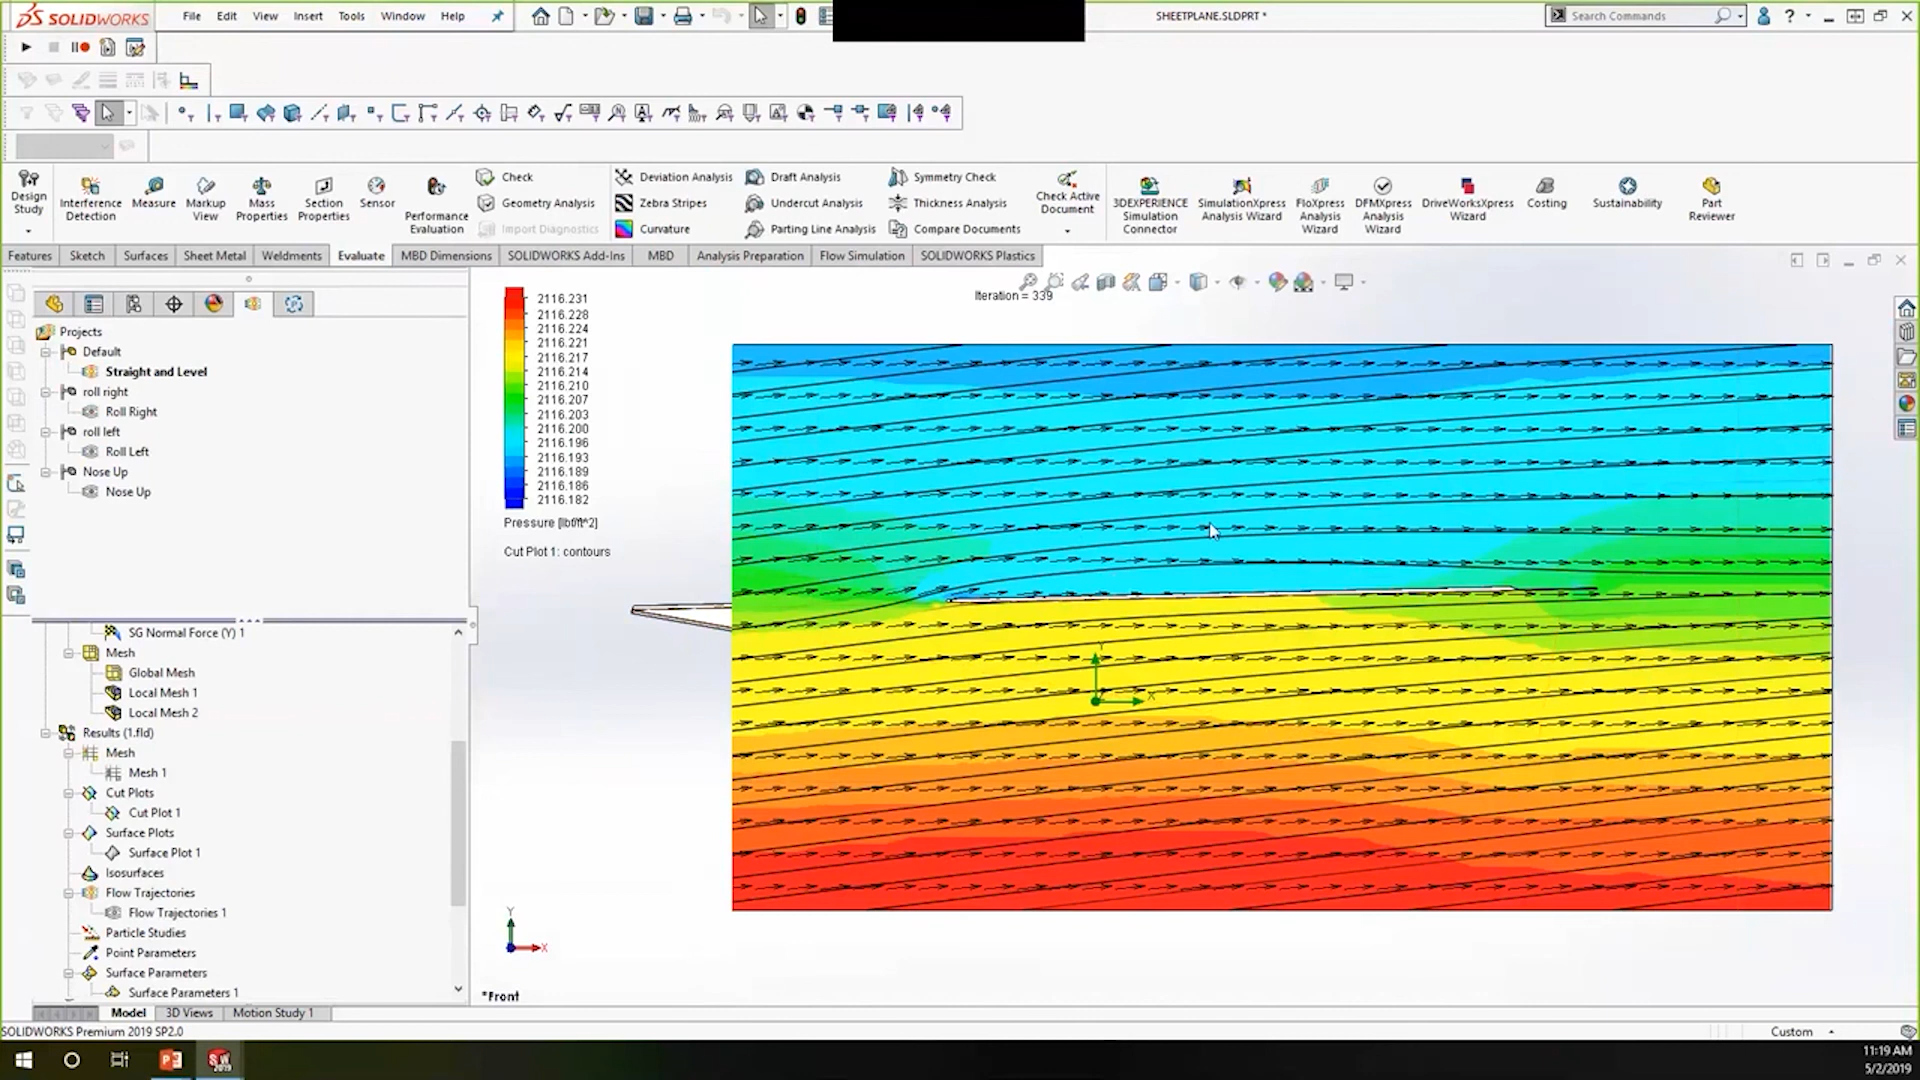 SOLIDWORKS File Edit View Insert Tools Window Help SHEETPLANE.SLDPRT * Search Commands
Design Study
Interference Detection
Measure
Markup View
Mass Properties
Section Properties
Sensor
Performance Evaluation
Check
Geometry Analysis
Import Diagnostics
Deviation Analysis
Zebra Stripes
Curvature
Draft Analysis
Undercut Analysis
Parting Line Analysis
Symmetry Check
Thickness Analysis
Compare Documents
Check Active Document
3DEXPERIENCE Simulation Connector
SimulationXpress Analysis Wizard
FloXpress Analysis Wizard
DFMXpress Analysis Wizard
DriveWorksXpress Wizard
Costing
Sustainability
Part Reviewer
Features Sketch Surfaces Sheet Metal Weldments Evaluate MBD Dimensions SOLIDWORKS Add-Ins MBD Analysis Preparation Flow Simulation SOLIDWORKS Plastics
Projects
Default
Straight and Level
roll right
Roll Right
roll left
Roll Left
Nose Up
Nose Up
SG Normal Force (Y) 1
Mesh
Global Mesh
Local Mesh 1
Local Mesh 2
Results (1.fld)
Mesh
Mesh 1
Cut Plots
Cut Plot 1
Surface Plots
Surface Plot 1
Isosurfaces
Flow Trajectories
Flow Trajectories 1
Particle Studies
Point Parameters
Surface Parameters
Surface Parameters 1
2116.231
2116.228
2116.224
2116.221
2116.217
2116.214
2116.210
2116.207
2116.203
2116.200
2116.196
2116.193
2116.189
2116.186
2116.182
Pressure [lbf/ft^2]
Cut Plot 1: contours
Iteration = 339
Y
X
Y
X
*Front
Model 3D Views Motion Study 1
SOLIDWORKS Premium 2019 SP2.0 Custom
11:19 AM
5/2/2019